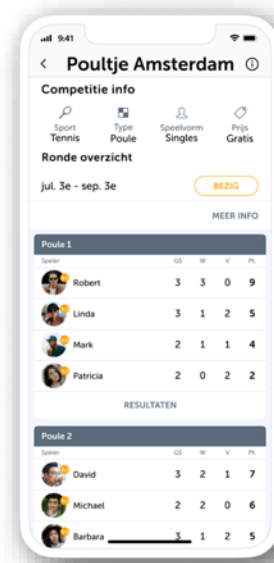 9:41
Poultje Amsterdam
Competitie info
Sport Type Speelvorm Prijs
Tennis Poule Singles Gratis
Ronde overzicht
jul. 3e - sep. 3e BEZIG
MEER INFO
Poule 1
Speler GS W V Pt.
Robert 3 3 0 9
Linda 3 1 2 5
Mark 2 1 1 4
Patricia 2 0 2 2
RESULTATEN
Poule 2
Speler GS W V Pt.
David 3 2 1 7
Michael 2 2 0 6
Barbara 3 1 2 5